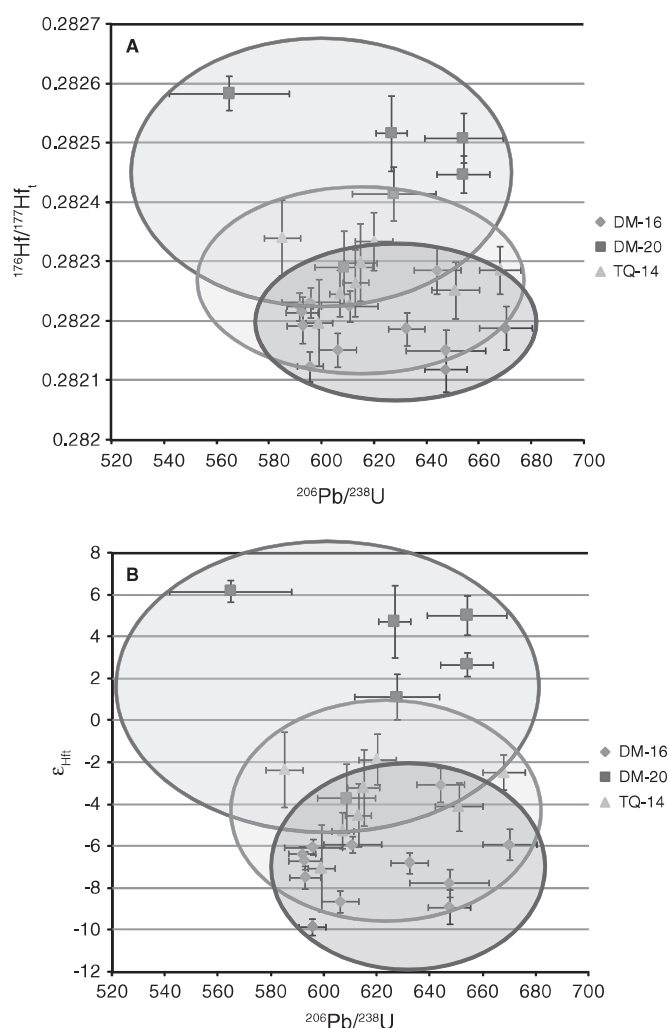 A
0.2827
0.2826
0.2825
0.2824
0.2823
0.2822
0.2821
0.282
¹⁷⁶Hf/¹⁷⁷Hfₜ
520 540 560 580 600 620 640 660 680 700
²⁰⁶Pb/²³⁸U
DM-16
DM-20
TQ-14
B
8
6
4
2
0
-2
-4
-6
-8
-10
-12
εHft
520 540 560 580 600 620 640 660 680 700
²⁰⁶Pb/²³⁸U
DM-16
DM-20
TQ-14